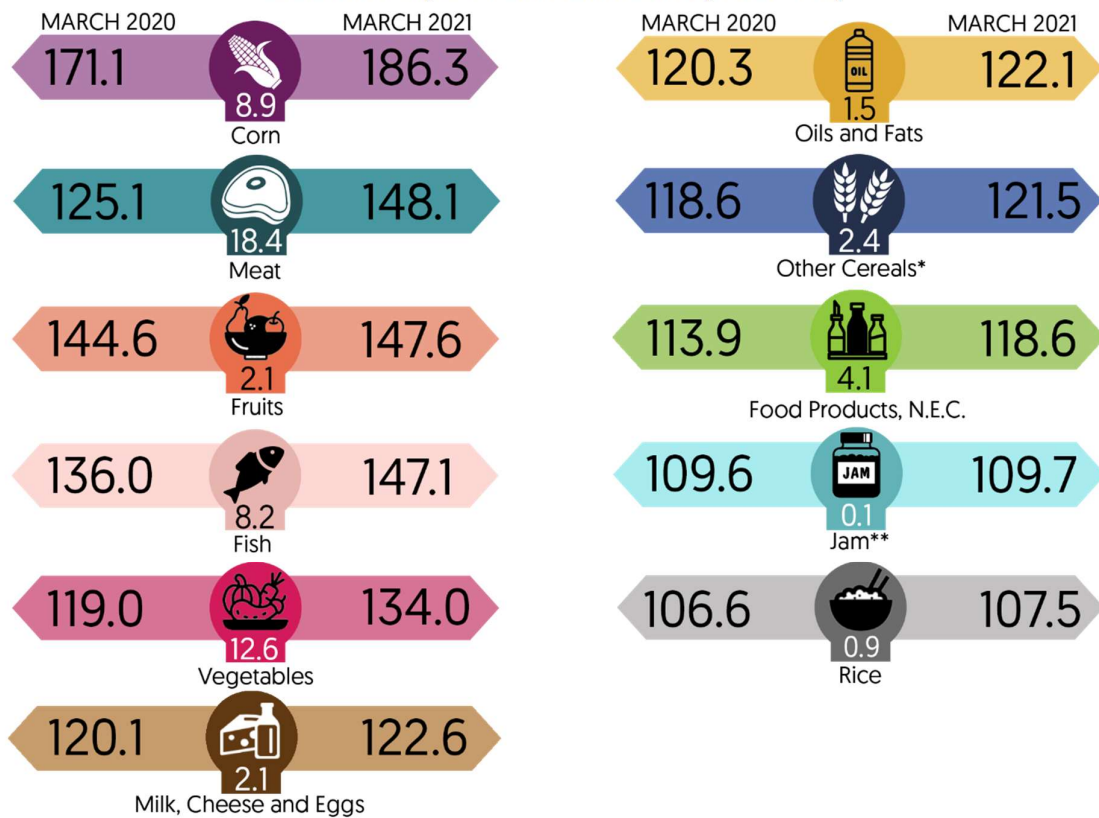 MARCH 2020 MARCH 2021
171.1 186.3
8.9
Corn
125.1 148.1
18.4
Meat
144.6 147.6
2.1
Fruits
136.0 147.1
8.2
Fish
119.0 134.0
12.6
Vegetables
120.1 122.6
2.1
Milk, Cheese and Eggs
MARCH 2020 MARCH 2021
120.3 122.1
OIL
1.5
Oils and Fats
118.6 121.5
2.4
Other Cereals*
113.9 118.6
4.1
Food Products, N.E.C.
109.6 109.7
JAM
0.1
Jam**
106.6 107.5
0.9
Rice